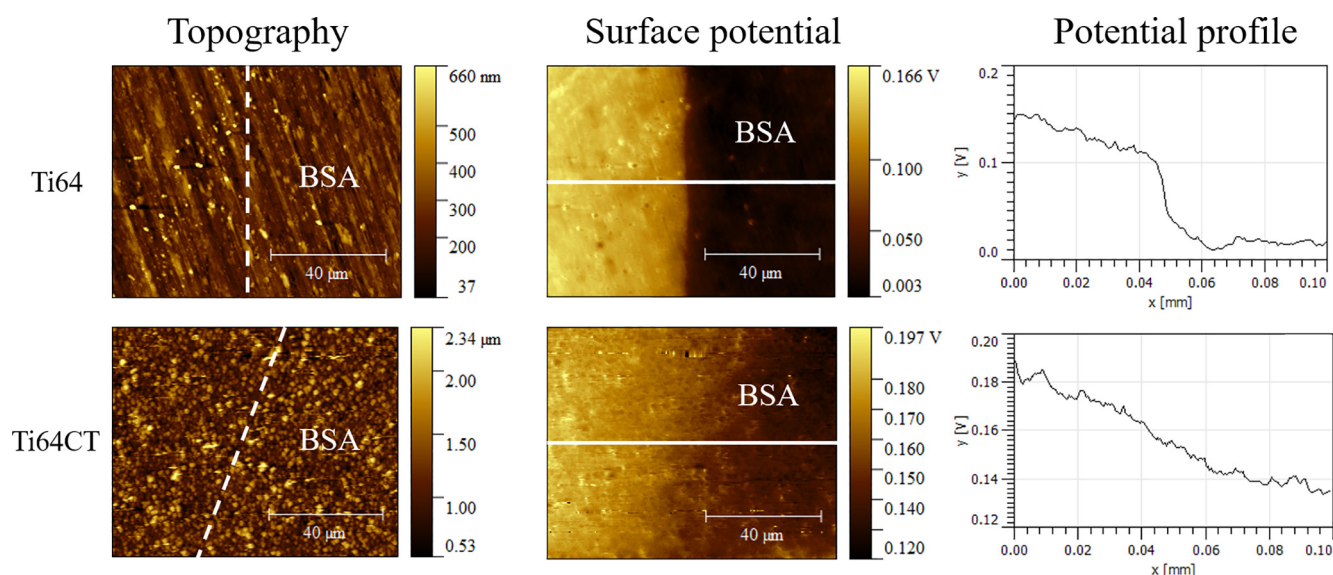 Topography
Surface potential
Potential profile
Ti64
BSA
40 µm
660 nm
500
400
300
200
37
BSA
40 µm
0.166 V
0.100
0.050
0.003
0.2
0.1
0.0
y [V]
0.00 0.02 0.04 0.06 0.08 0.10
x [mm]
Ti64CT
BSA
40 µm
2.34 µm
2.00
1.50
1.00
0.53
BSA
40 µm
0.197 V
0.180
0.170
0.160
0.150
0.140
0.120
0.20
0.18
0.16
0.14
0.12
y [V]
0.00 0.02 0.04 0.06 0.08 0.10
x [mm]